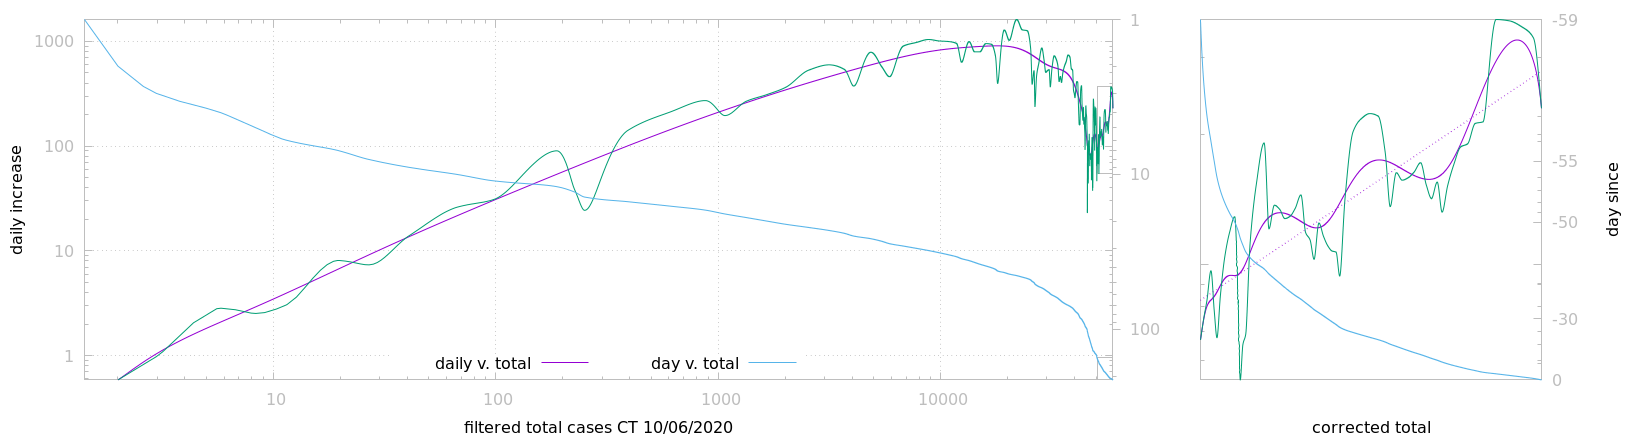 1000
100
10
1
daily increase
10
100
1000
10000
filtered total cases CT 10/06/2020
daily v. total
day v. total
1
10
100
-59
-55
-50
-30
0
day since
corrected total